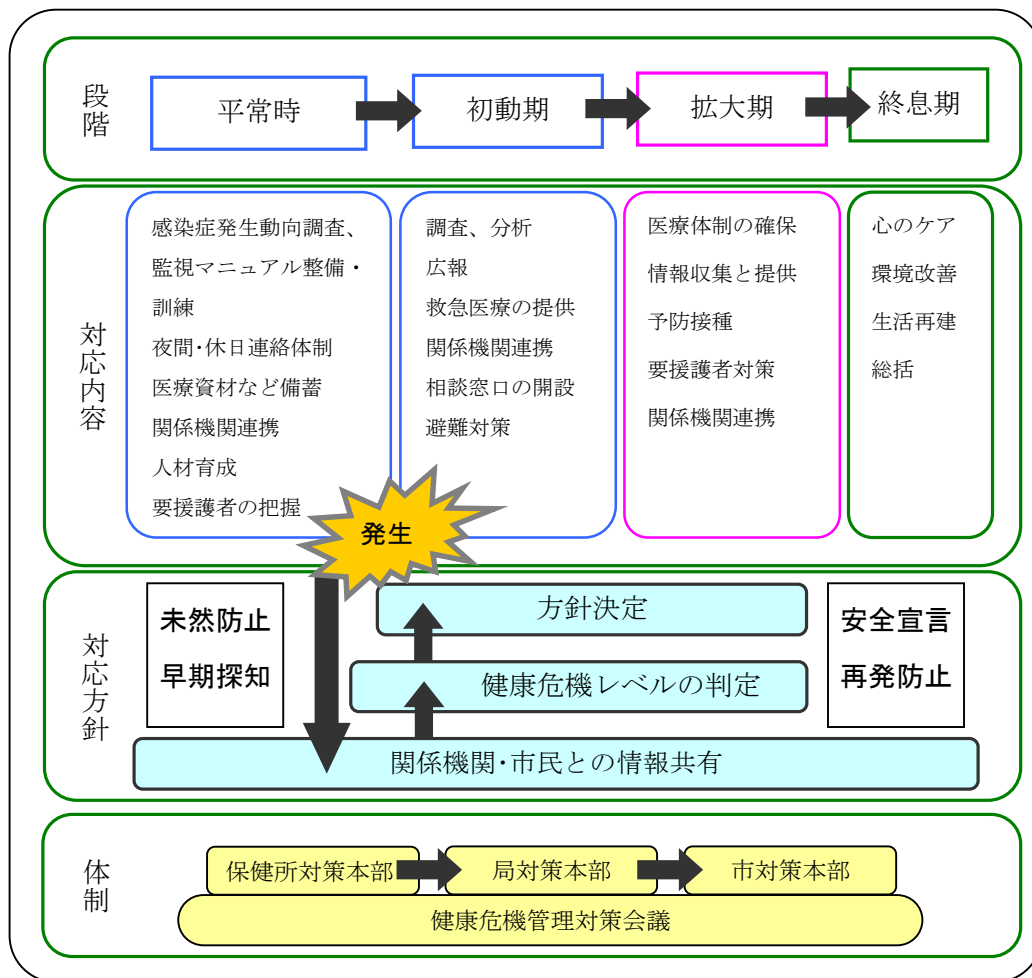 段階
平常時
初動期
拡大期
終息期
対応内容
感染症発生動向調査、
監視マニュアル整備・
訓練
夜間・休日連絡体制
医療資材など備蓄
関係機関連携
人材育成
要援護者の把握
調査、分析
広報
救急医療の提供
関係機関連携
相談窓口の開設
避難対策
医療体制の確保
情報収集と提供
予防接種
要援護者対策
関係機関連携
心のケア
環境改善
生活再建
総括
発生
対応方針
未然防止
早期探知
方針決定
健康危機レベルの判定
関係機関・市民との情報共有
安全宣言
再発防止
体制
保健所対策本部
局対策本部
市対策本部
健康危機管理対策会議